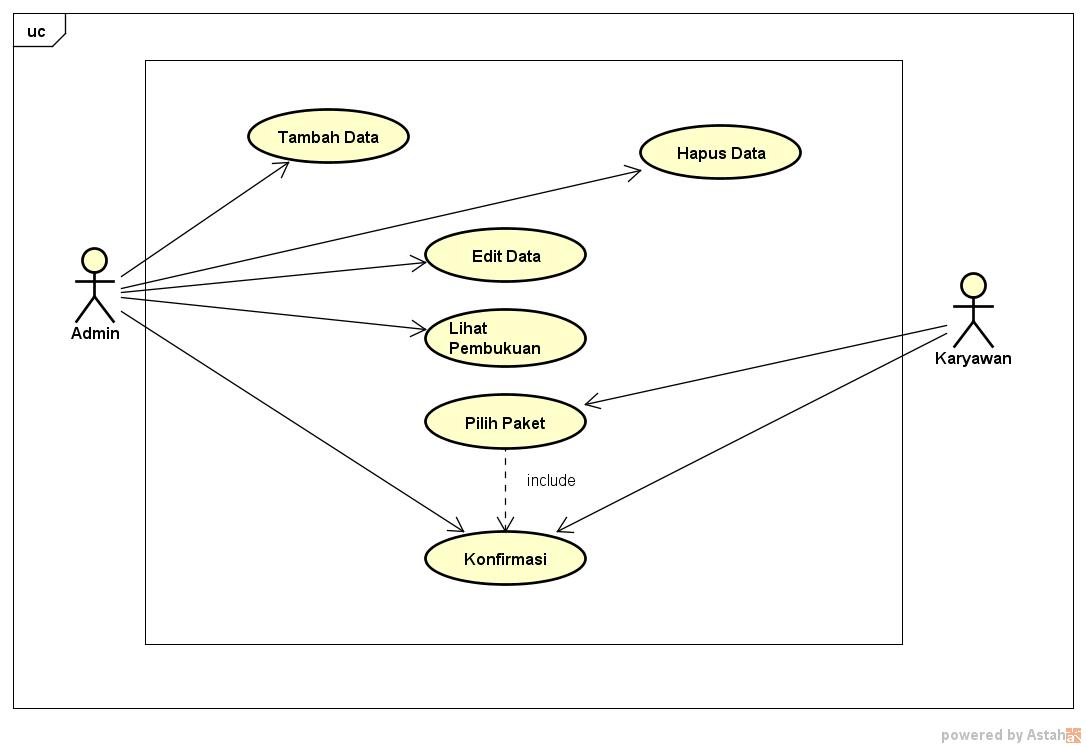 uc
Tambah Data
Hapus Data
Edit Data
Admin
Lihat
Pembukuan
Karyawan
Pilih Paket
include
Konfirmasi
powered by Astah